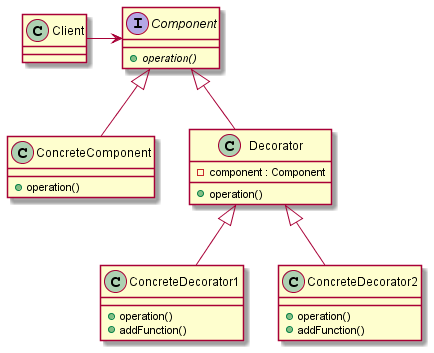 C Client
I Component
operation()
C ConcreteComponent
operation()
C Decorator
component : Component
operation()
C ConcreteDecorator1
operation()
addFunction()
C ConcreteDecorator2
operation()
addFunction()